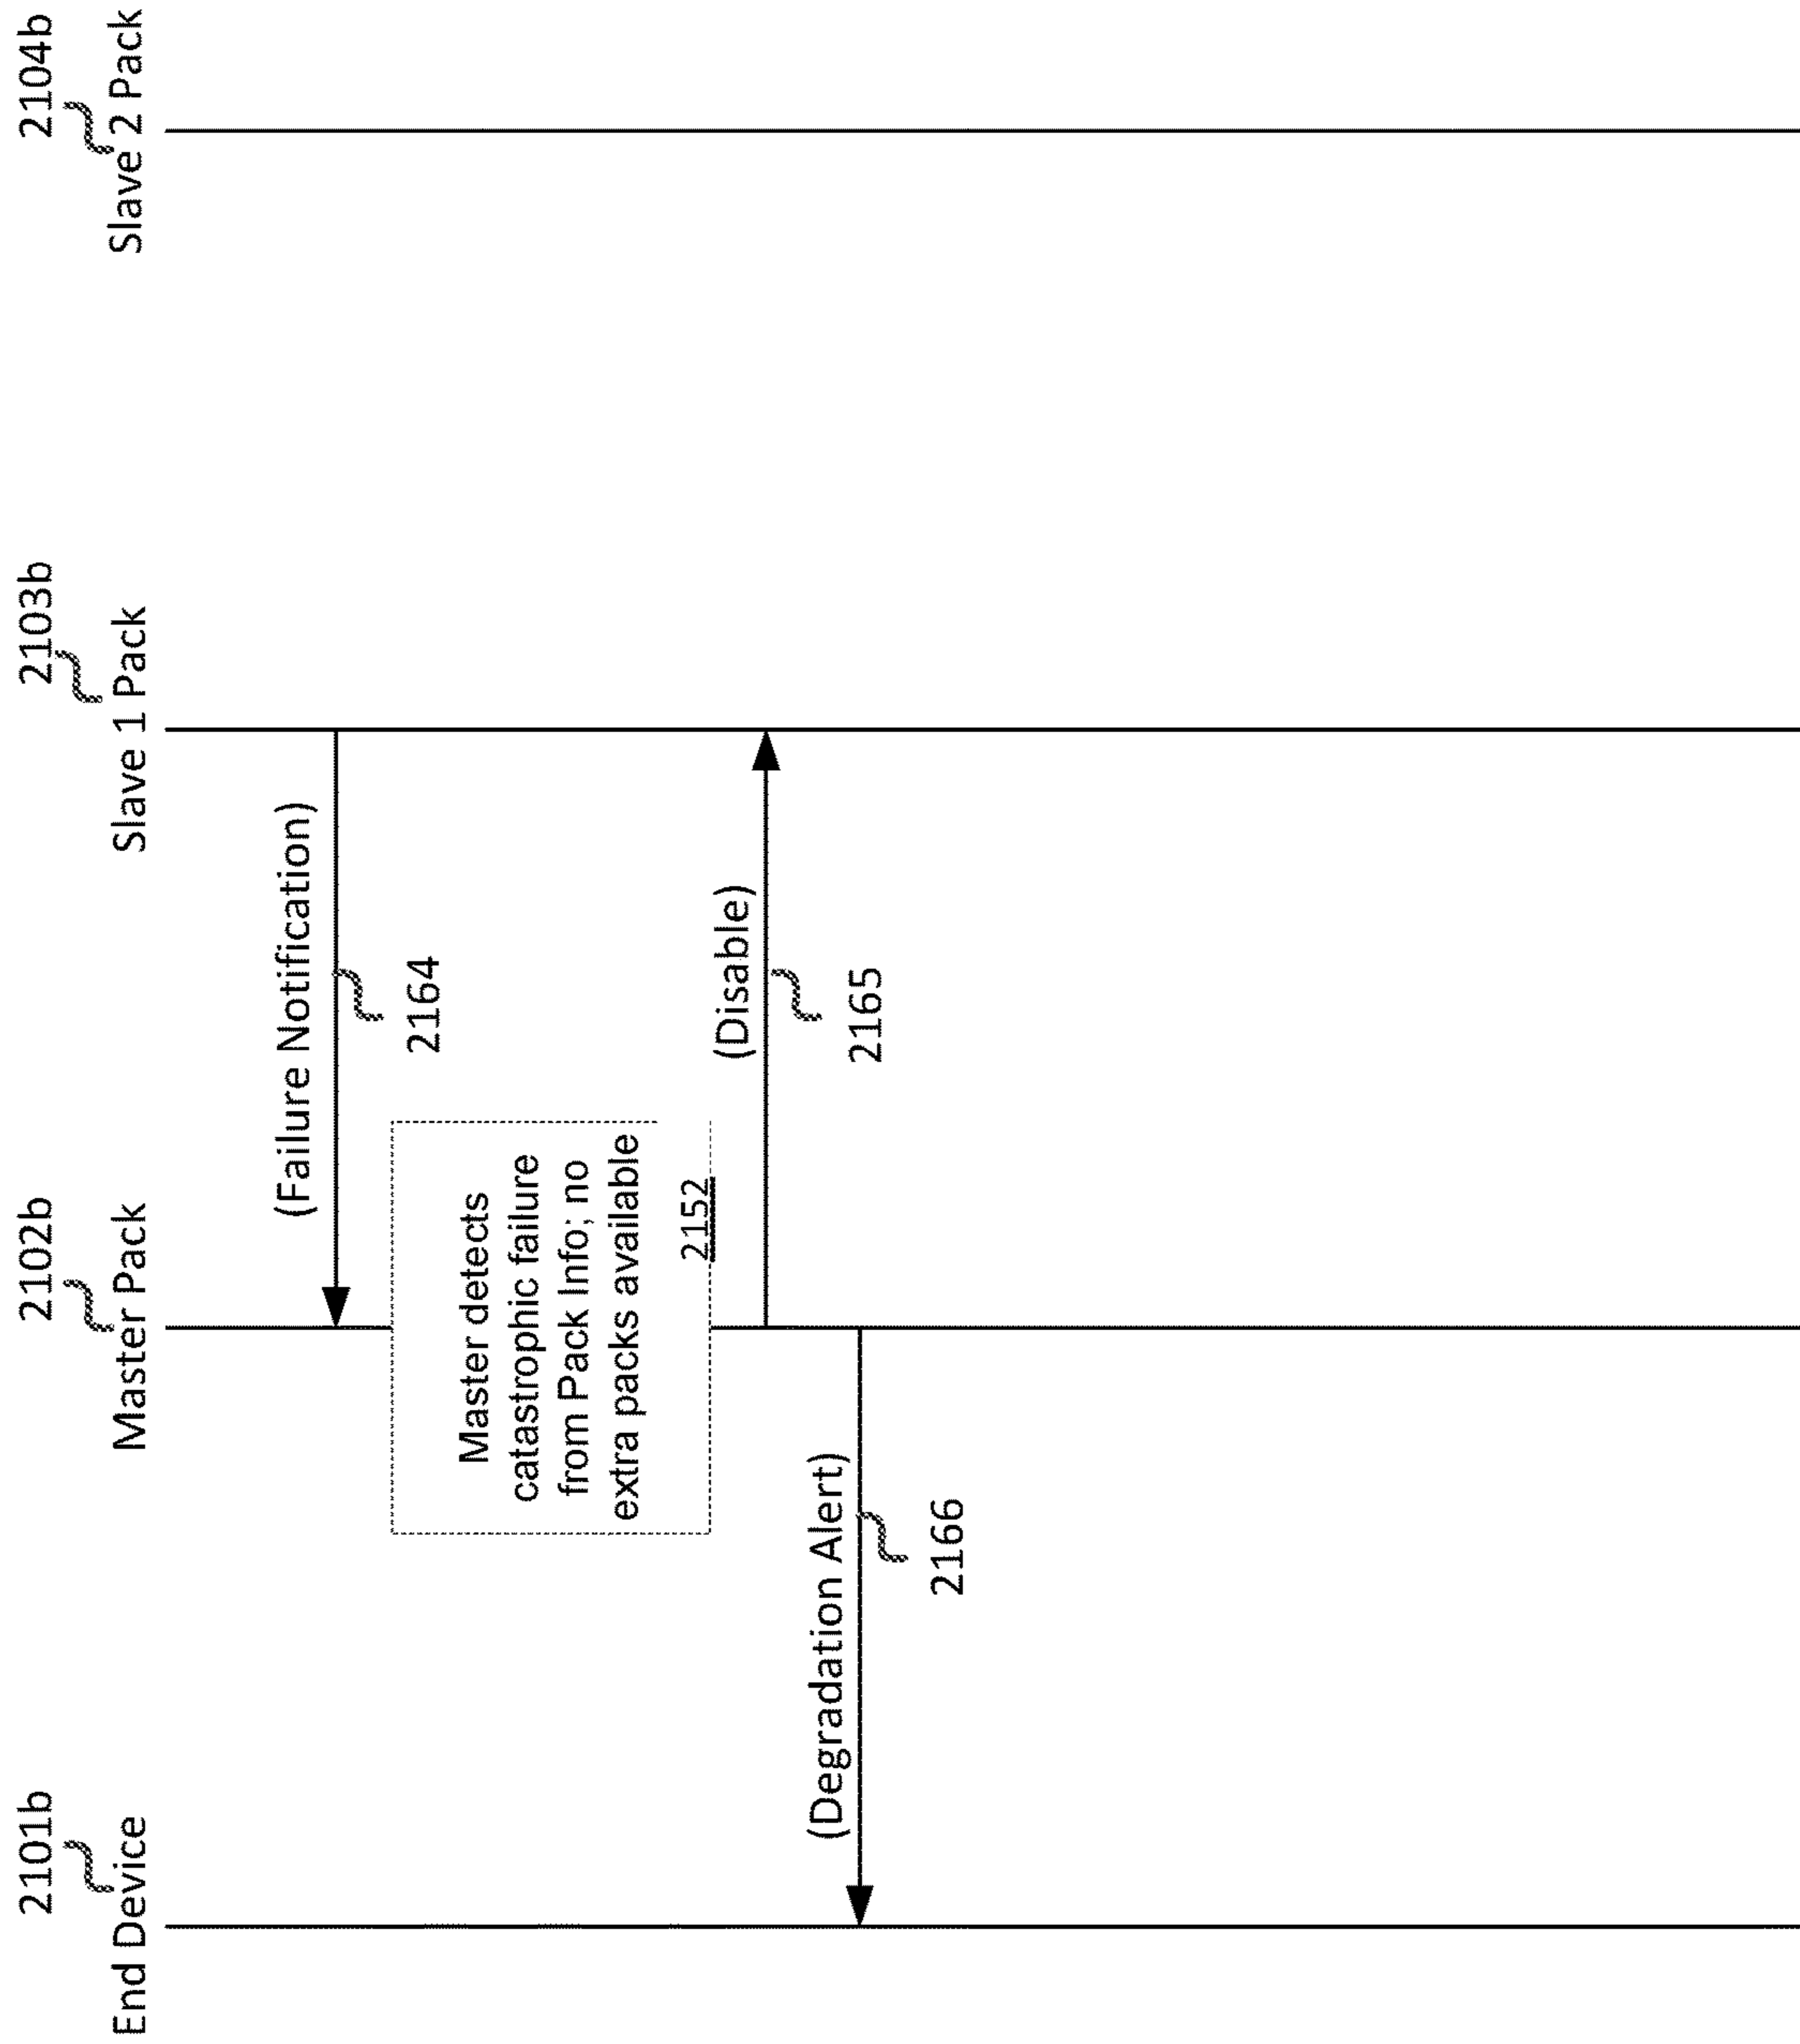 2101b
2102b
2103b
2104b
End Device
Master Pack
Slave 1 Pack
Slave 2 Pack
(Failure Notification)
2164
Master detects
catastrophic failure
from Pack Info; no
extra packs available
2152
(Disable)
2165
(Degradation Alert)
2166